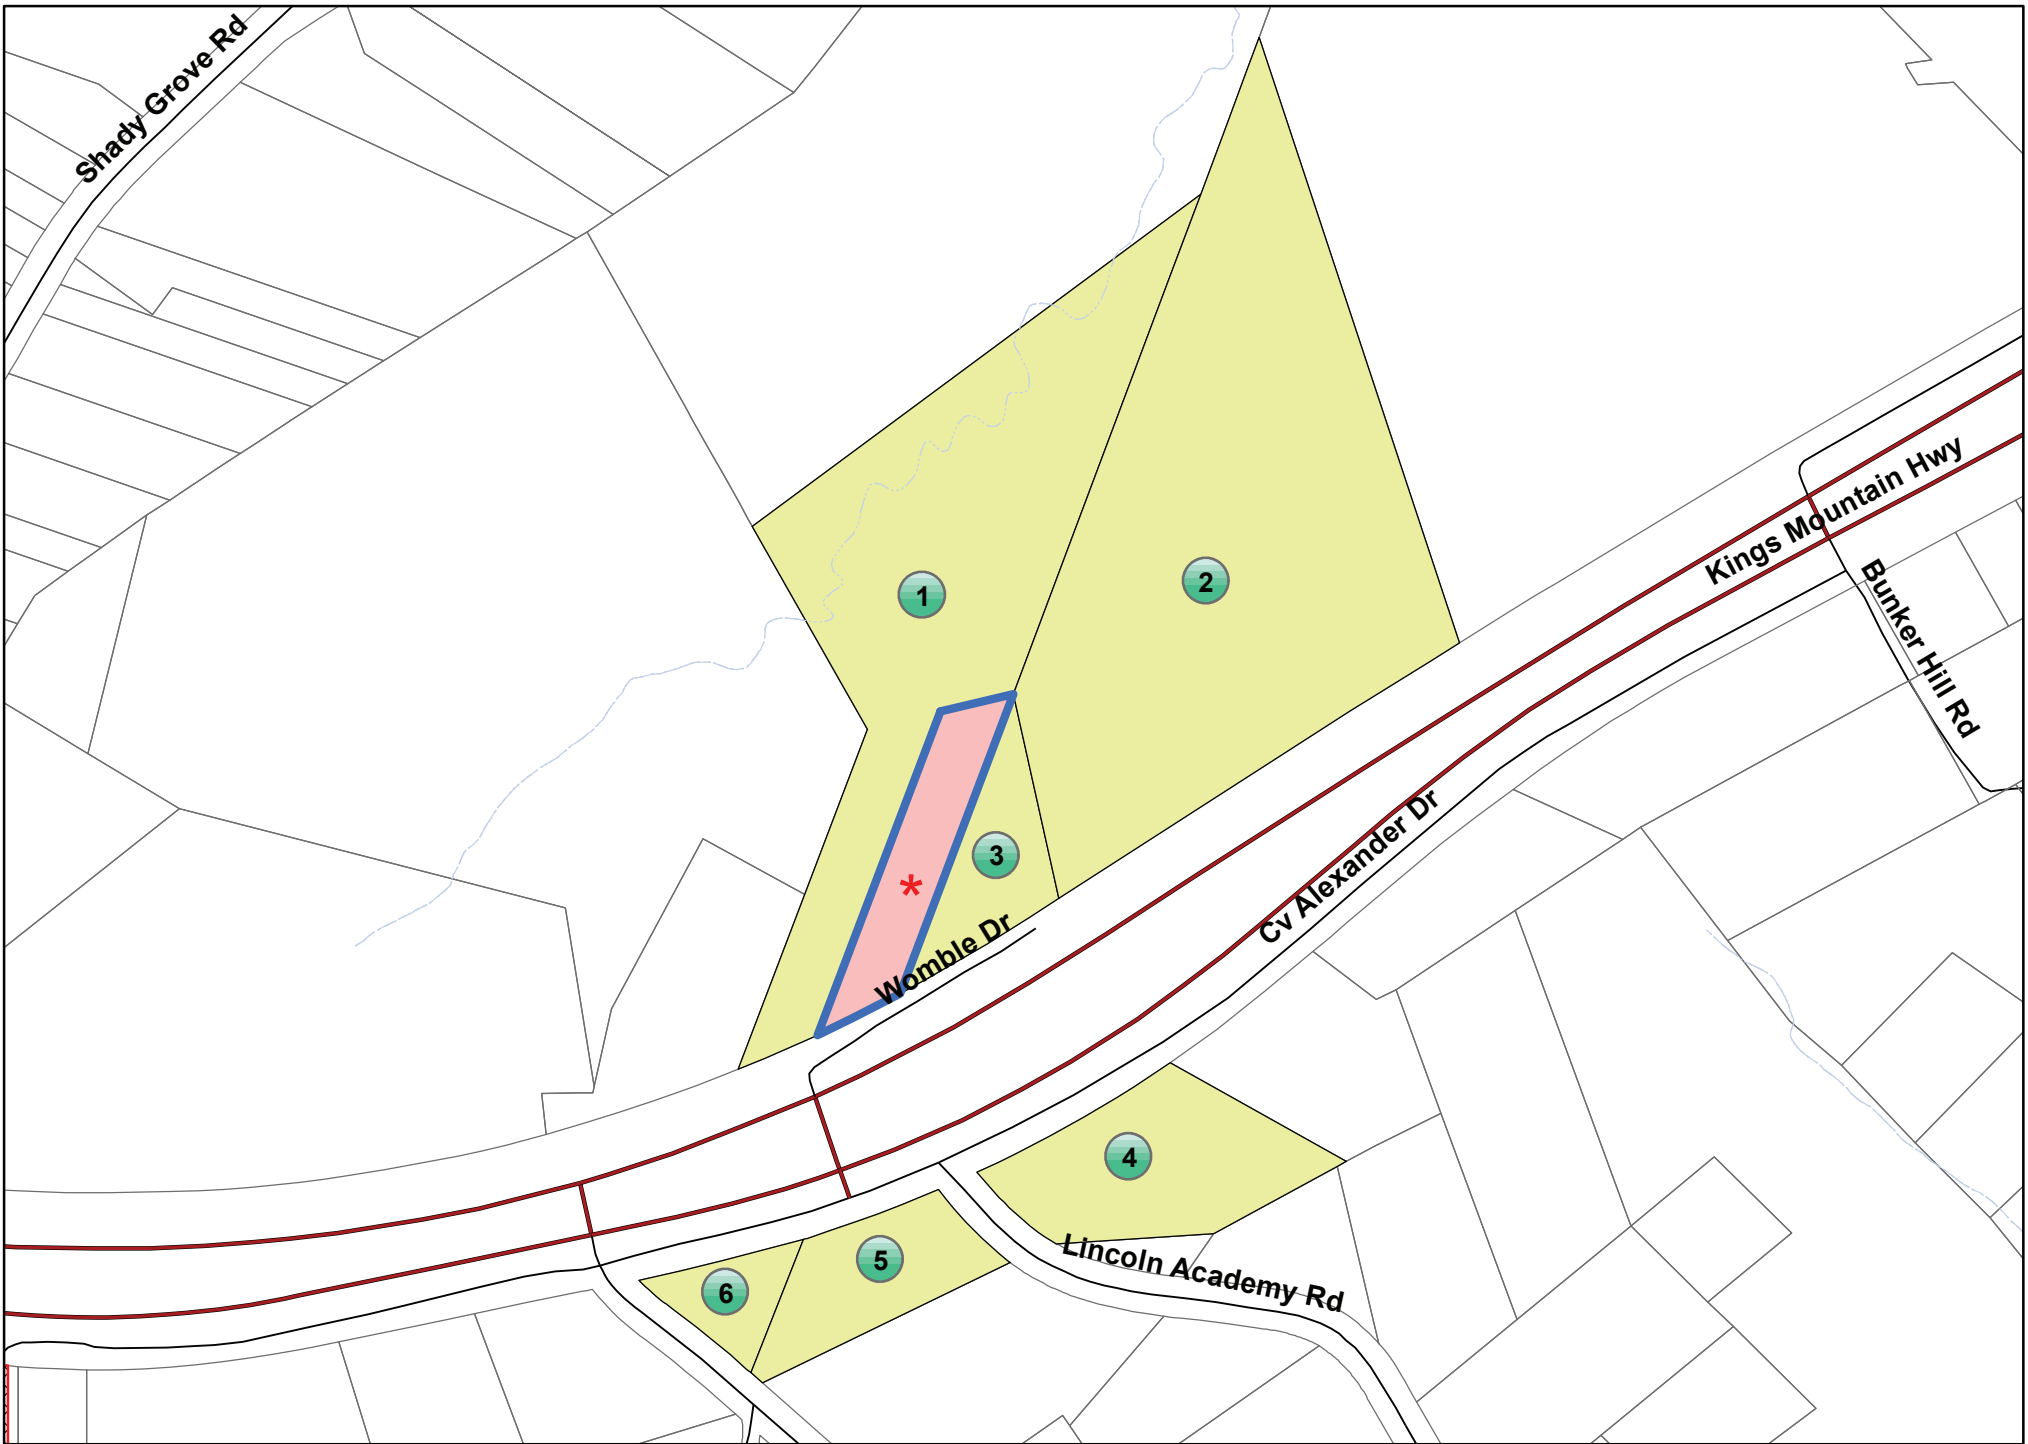 Shady Grove Rd
Kings Mountain Hwy
Bunker Hill Rd
2
1
Cv Alexander Dr
3
*
Womble Dr
4
Lincoln Academy Rd
5
6